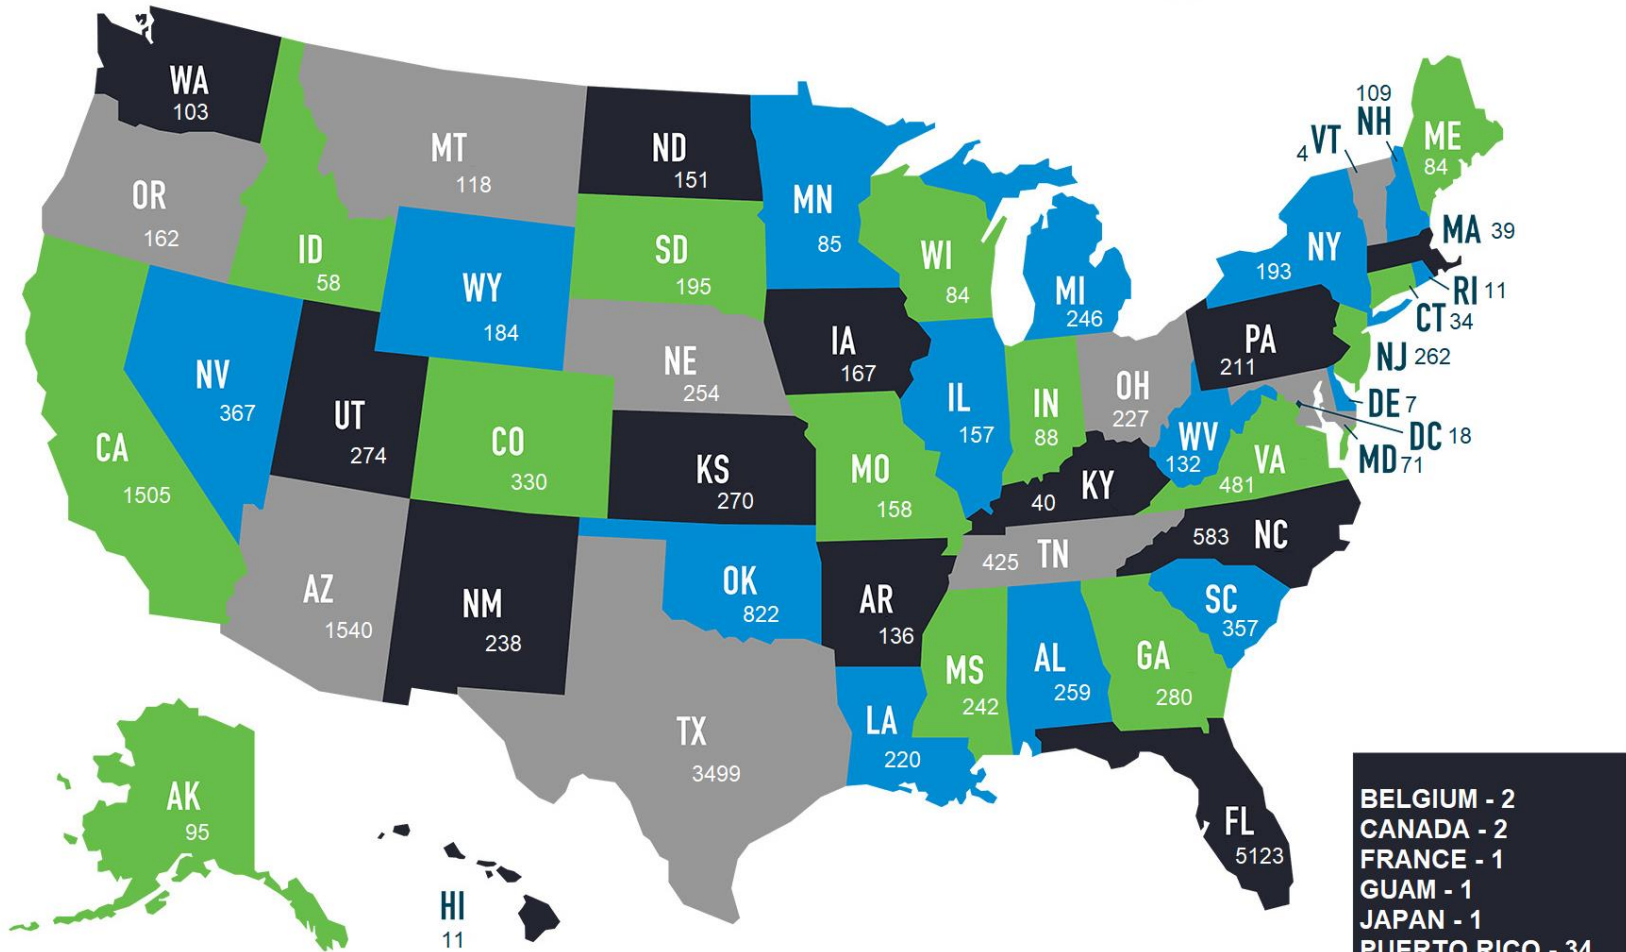 WA
103
OR
162
MT
118
ID
58
ND
151
SD
195
WY
184
MN
85
WI
84
MI
246
109
NH
4 VT
ME
84
MA 39
NY
193
RI 11
CT 34
NJ 262
PA
211
DE 7
DC 18
MD 71
CA
1505
NV
367
UT
274
CO
330
NE
254
IA
167
KS
270
MO
158
IL
157
IN
88
OH
227
WV
132
VA
481
KY
40
NC
583
TN
425
AZ
1540
NM
238
OK
822
AR
136
SC
357
MS
242
AL
259
GA
280
TX
3499
LA
220
FL
5123
AK
95
HI
11
BELGIUM - 2
CANADA - 2
FRANCE - 1
GUAM - 1
JAPAN - 1
PUERTO RICO - 34